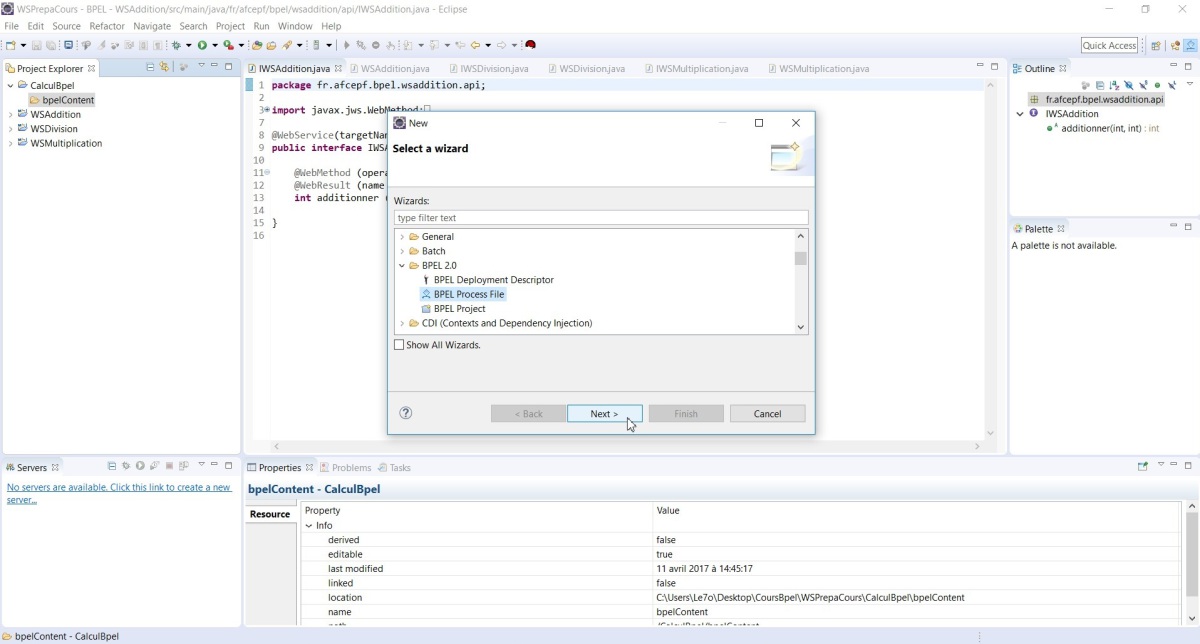 WSPrepaCours - BPEL - WSAddition/src/main/java/fr/afcepf/bpel/wsaddition/api/IWSAddition.java - Eclipse
File Edit Source Refactor Navigate Search Project Run Window Help
Quick Access
Project Explorer
CalculBpel
bpelContent
WSAddition
WSDivision
WSMultiplication
IWSAddition.java WSAddition.java IWSDivision.java WSDivision.java IWSMultiplication.java WSMultiplication.java
1 package fr.afcepf.bpel.wsaddition.api;
2
3 import javax.jws.WebMethod;
7
8 @WebService(targetNa
9 public interface IWSA
10
11 @WebMethod (opera
12 @WebResult (name
13 int additionner
14
15 }
16
New
Select a wizard
Wizards:
type filter text
General
Batch
BPEL 2.0
BPEL Deployment Descriptor
BPEL Process File
BPEL Project
CDI (Contexts and Dependency Injection)
Show All Wizards.
< Back Next > Finish Cancel
Outline
fr.afcepf.bpel.wsaddition.api
IWSAddition
additionner(int, int) : int
Palette
A palette is not available.
Servers
No servers are available. Click this link to create a new
server...
Properties Problems Tasks
bpelContent - CalculBpel
Resource
Property Value
Info
derived false
editable true
last modified 11 avril 2017 à 14:45:17
linked false
location C:\Users\Le7o\Desktop\CoursBpel\WSPrepaCours\CalculBpel\bpelContent
name bpelContent
bpelContent - CalculBpel